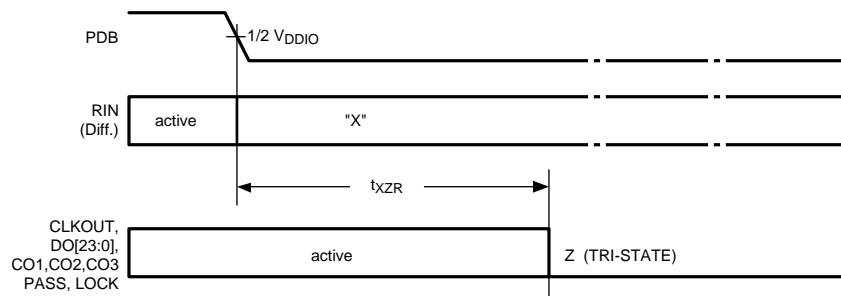 PDB
1/2 VDDIO
RIN
(Diff.)
active
"X"
tXZR
CLKOUT,
DO[23:0],
CO1,CO2,CO3
PASS, LOCK
active
Z (TRI-STATE)